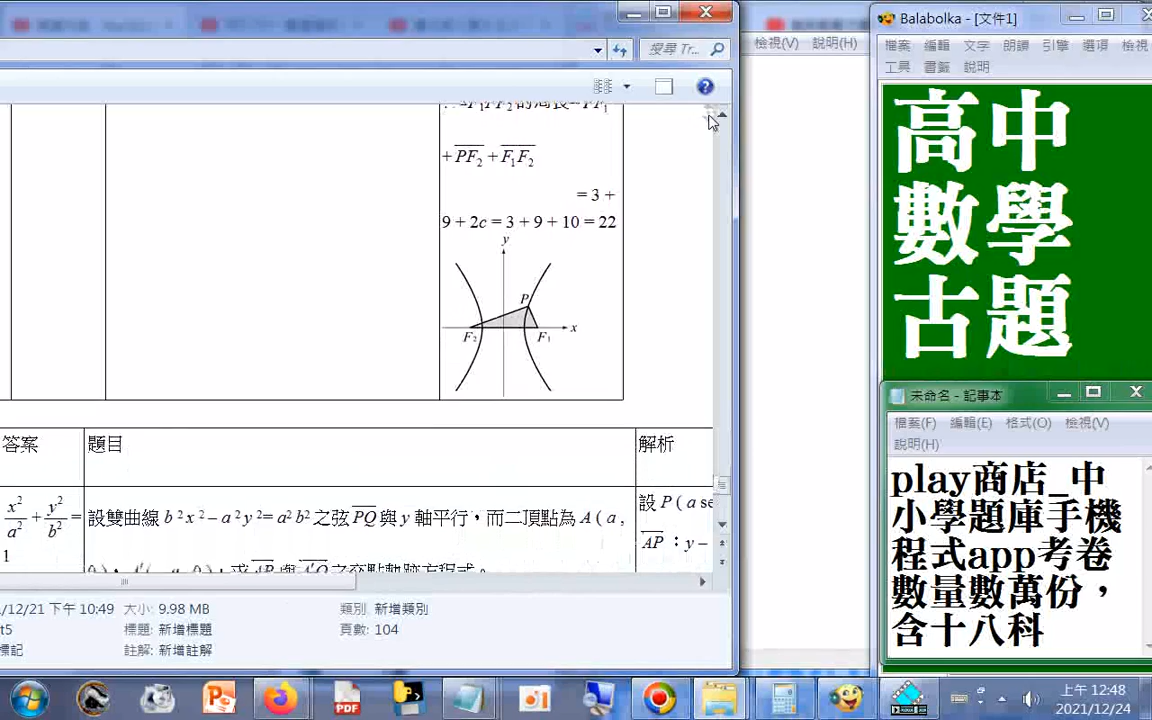 搜尋 Tr...
檢視(V) 説明(H)
Balabolka - [文件1]
檔案 編輯 文字 朗讀 引擎 選項 檢視
工具 書籤 説明
高中
數學
古題
+ PF₂ + F₁F₂
= 3 +
9 + 2c = 3 + 9 + 10 = 22
y
P
x
F₂
F₁
未命名 - 記事本
檔案(F) 編輯(E) 格式(O) 檢視(V)
説明(H)
play商店_中
小學題庫手機
程式app考卷
數量數萬份，
含十八科
答案
題目
解析
x²/a² + y²/b² =
1
設雙曲線 b²x² – a²y² = a²b² 之弦 PQ 與 y 軸平行，而二頂點為 A ( a ,
設 P ( a se
AP：y –
/12/21 下午 10:49 大小: 9.98 MB 類別: 新增類別
t5 標題: 新增標題 頁數: 104
標記 註解: 新增註解
PDF
上午 12:48
2021/12/24